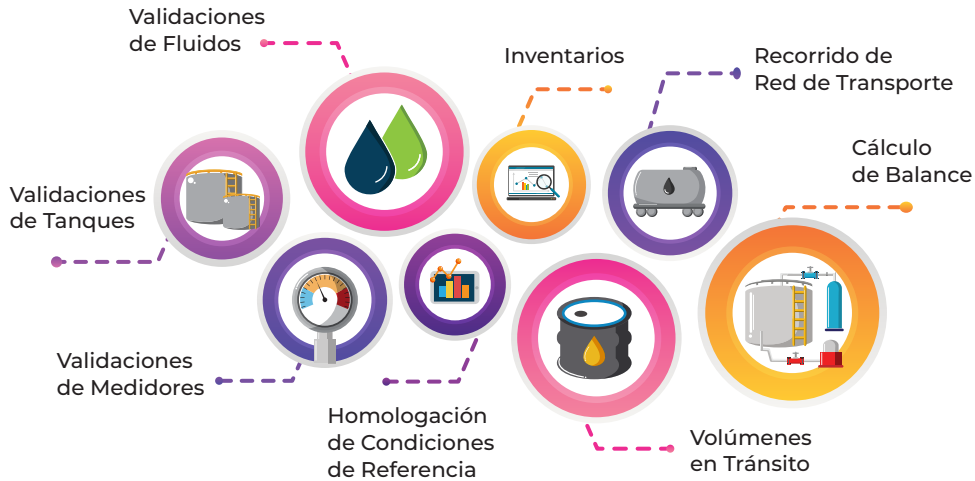 Validaciones
de Fluidos
Inventarios
Recorrido de
Red de Transporte
Cálculo
de Balance
Validaciones
de Tanques
Validaciones
de Medidores
Homologación
de Condiciones
de Referencia
Volúmenes
en Tránsito